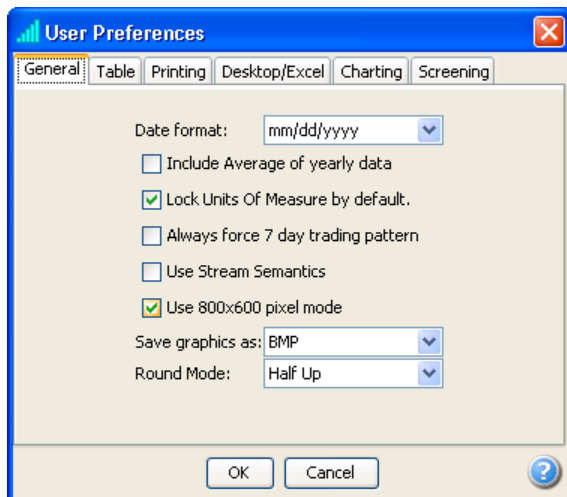 User Preferences
General Table Printing Desktop/Excel Charting Screening
Date format: mm/dd/yyyy
Include Average of yearly data
Lock Units Of Measure by default.
Always force 7 day trading pattern
Use Stream Semantics
Use 800x600 pixel mode
Save graphics as: BMP
Round Mode: Half Up
OK Cancel ?